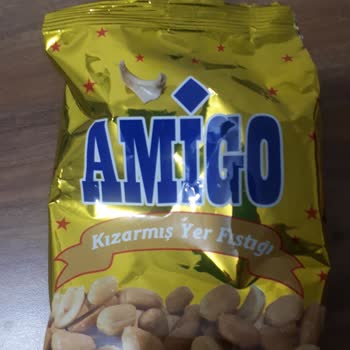 AMİGO
Kızarmış Yer Fıstığı